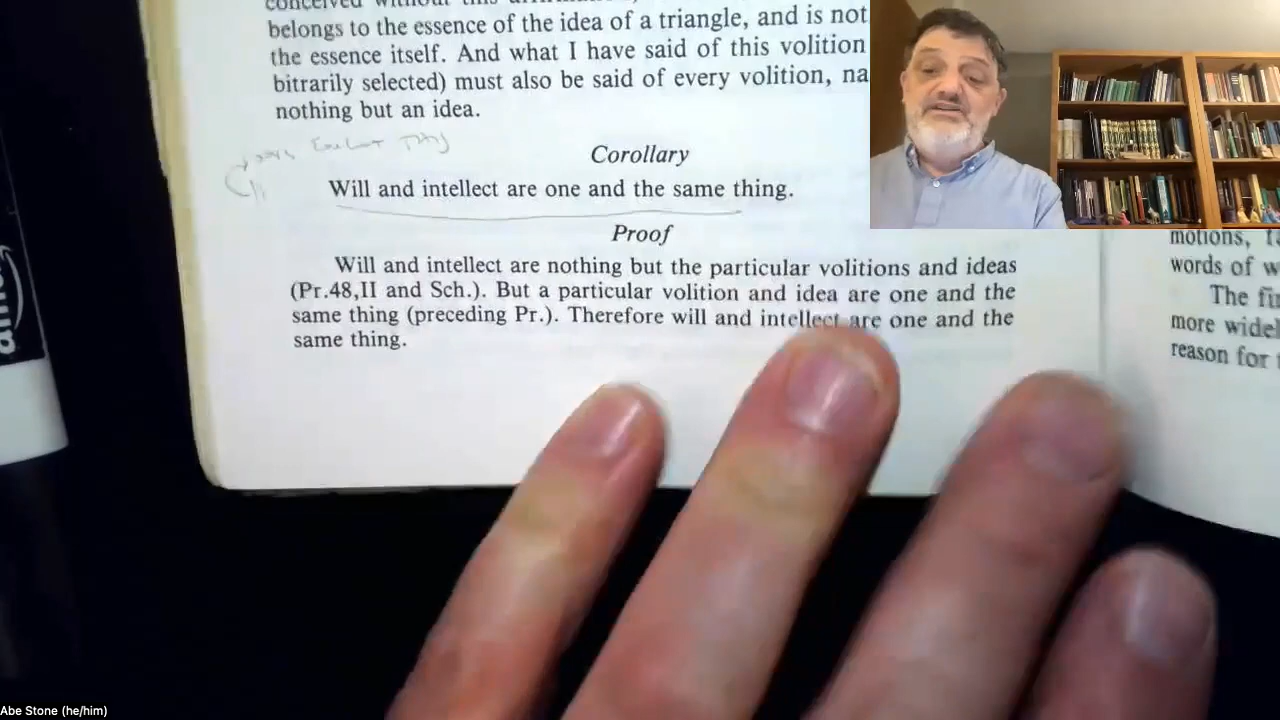 belongs to the essence of the idea of a triangle, and is not
the essence itself. And what I have said of this volition
bitrarily selected) must also be said of every volition, na
nothing but an idea.
Corollary
Will and intellect are one and the same thing.
Proof
Will and intellect are nothing but the particular volitions and ideas
(Pr.48,II and Sch.). But a particular volition and idea are one and the
same thing (preceding Pr.). Therefore will and intellect are one and the
same thing.
motions,
words of w
The
more wide
reason for
Abe Stone (he/him)